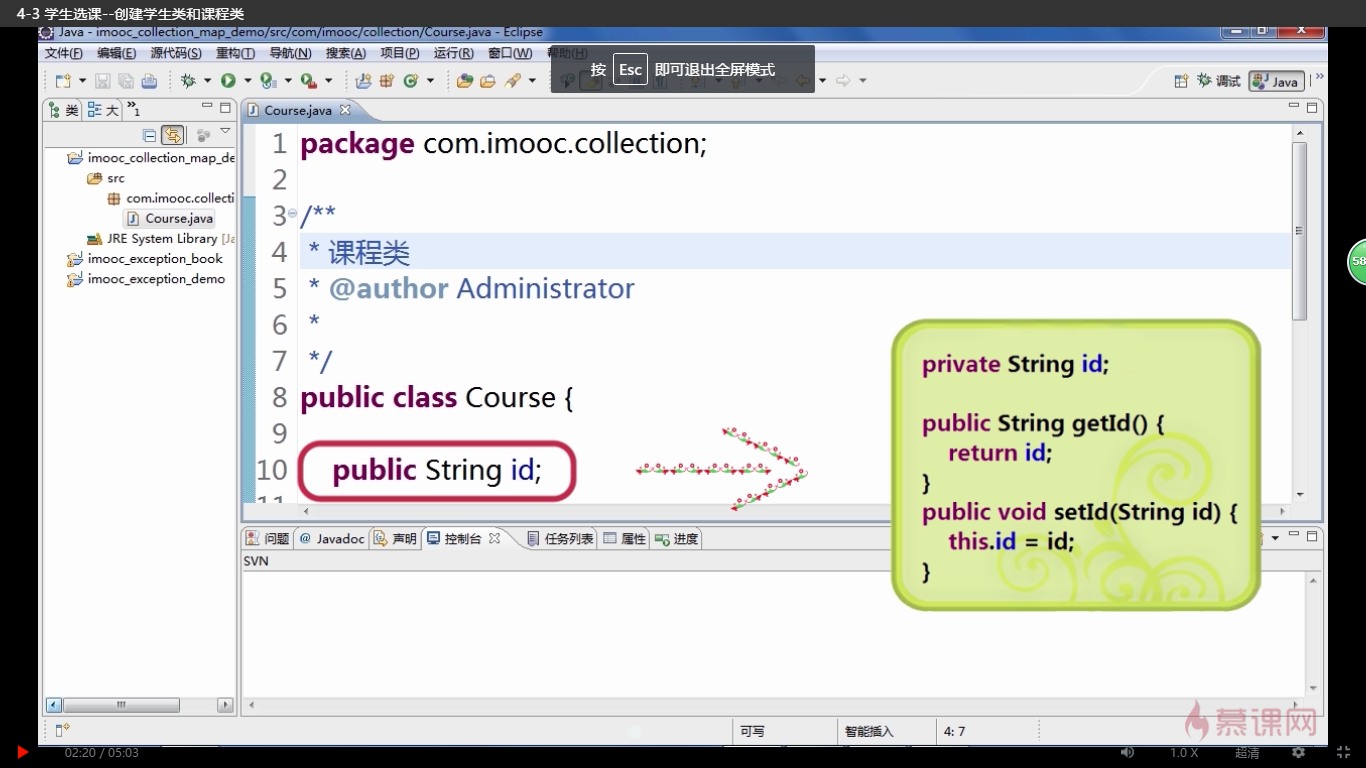 4-3 学生选课--创建学生类和课程类
Java - imooc_collection_map_demo/src/com/imooc/collection/Course.java - Eclipse
文件(F) 编辑(E) 源代码(S) 重构(T) 导航(N) 搜索(A) 项目(P) 运行(R) 窗口(W) 帮助(H)
按 Esc 即可退出全屏模式
调试 Java
类 大 1
Course.java
imooc_collection_map_de
src
com.imooc.collecti
Course.java
JRE System Library [Ja
imooc_exception_book
imooc_exception_demo
1 package com.imooc.collection;
2
3 /**
4 * 课程类
5 * @author Administrator
6 *
7 */
8 public class Course {
9
10 public String id;
11
private String id;
public String getId() {
return id;
}
public void setId(String id) {
this.id = id;
}
58
问题 @ Javadoc 声明 控制台 任务列表 属性 进度
SVN
可写 智能插入 4: 7
慕课网
02:20 / 05:03 1.0 X 超清